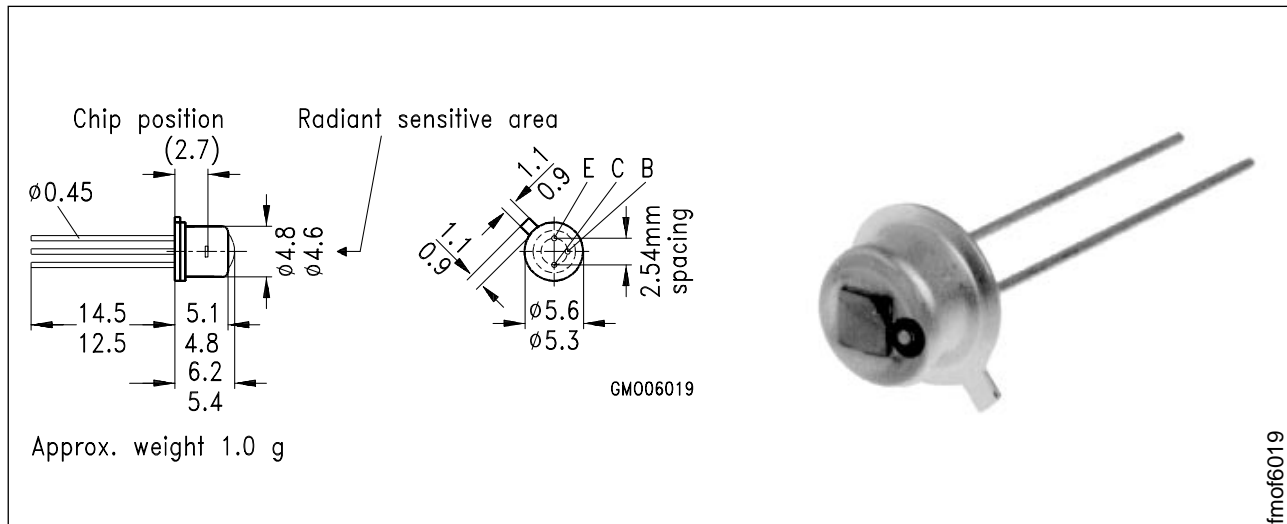 Chip position
(2.7)
Radiant sensitive area
ø0.45
ø4.8
ø4.6
14.5
12.5
5.1
4.8
6.2
5.4
1.1
0.9
1.1
0.9
E C B
2.54mm
spacing
ø5.6
ø5.3
GMO06019
Approx. weight 1.0 g
fmof6019